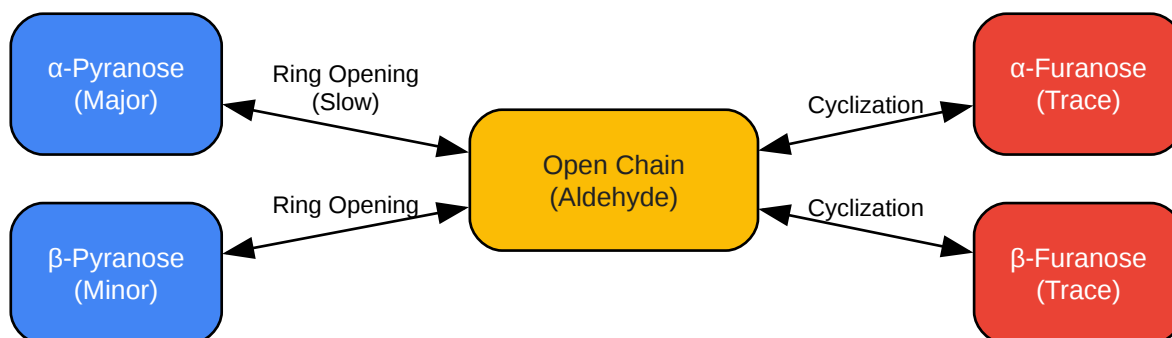 α-Pyranose
(Major)
Ring Opening
(Slow)
Open Chain
(Aldehyde)
Cyclization
α-Furanose
(Trace)
β-Pyranose
(Minor)
Ring Opening
Cyclization
β-Furanose
(Trace)